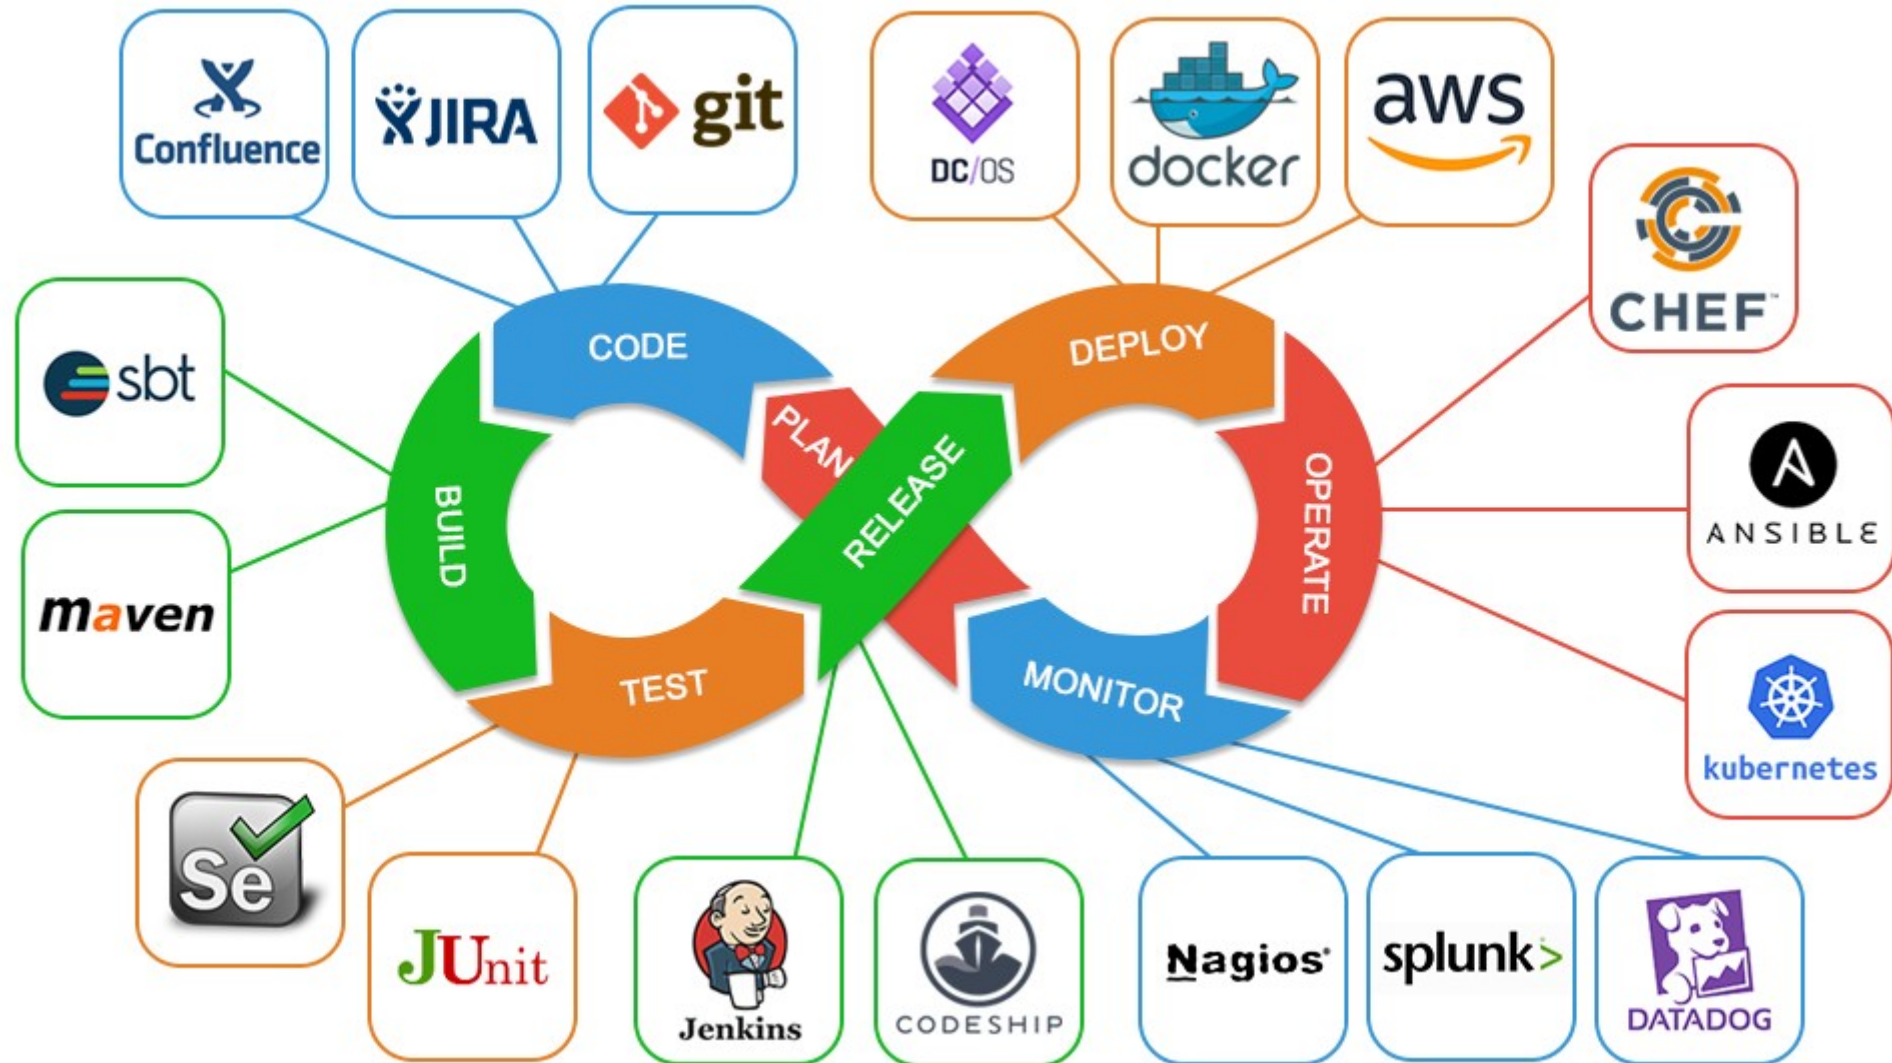 Confluence
JIRA
git
DC/OS
docker
aws
CHEF™
sbt
CODE
DEPLOY
PLAN
RELEASE
BUILD
OPERATE
ANSIBLE
maven
TEST
MONITOR
kubernetes
Se
JUnit
Jenkins
CODESHIP
Nagios®
splunk>
DATADOG